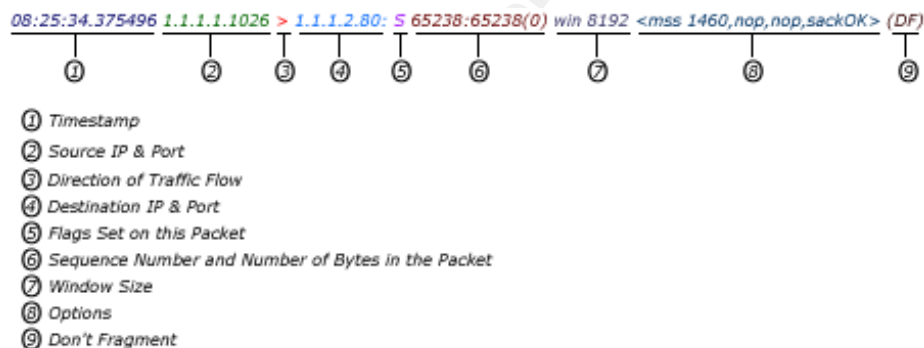 08:25:34.375496 1.1.1.1.1026 > 1.1.1.2.80: S 65238:65238(0) win 8192 <mss 1460,nop,nop,sackOK> (DF)
① ② ③ ④ ⑤ ⑥ ⑦ ⑧ ⑨
① Timestamp
② Source IP & Port
③ Direction of Traffic Flow
④ Destination IP & Port
⑤ Flags Set on this Packet
⑥ Sequence Number and Number of Bytes in the Packet
⑦ Window Size
⑧ Options
⑨ Don't Fragment